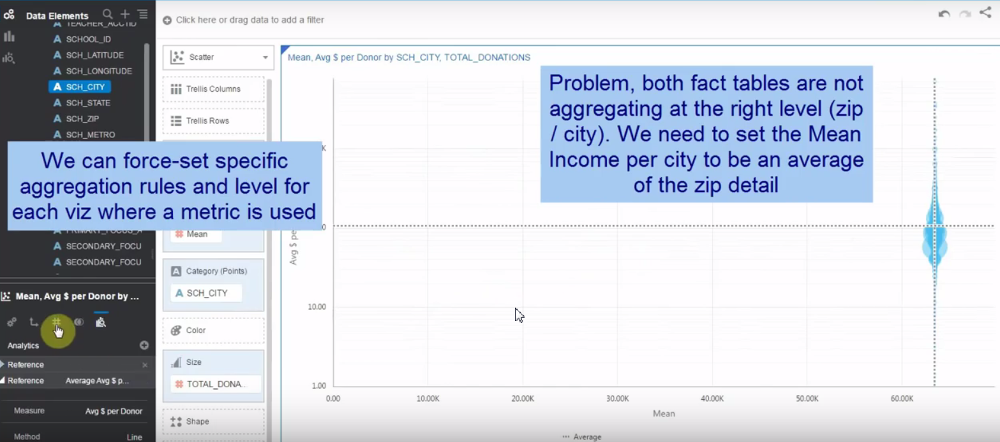 Data Elements
TEACHER_ACCTID
SCHOOL_ID
SCH_LATITUDE
SCH_LONGITUDE
SCH_CITY
SCH_STATE
SCH_ZIP
SCH_METRO
We can force-set specific
aggregation rules and level for
each viz where a metric is used
PRIMARY_FOCUS_A
SECONDARY_FOCU
SECONDARY_FOCU
Mean, Avg $ per Donor by ...
Analytics
Reference
Reference Average Avg $ p...
Measure Avg $ per Donor
Method Line
Click here or drag data to add a filter
Scatter
Trellis Columns
Trellis Rows
Mean
Category (Points)
SCH_CITY
Color
Size
TOTAL_DONA...
Shape
Mean, Avg $ per Donor by SCH_CITY, TOTAL_DONATIONS
Problem, both fact tables are not
aggregating at the right level (zip
/ city). We need to set the Mean
Income per city to be an average
of the zip detail
K
0
Avg $ pe
10.00
1.00
0.00 10.00K 20.00K 30.00K 40.00K 50.00K 60.00K
Mean
Average